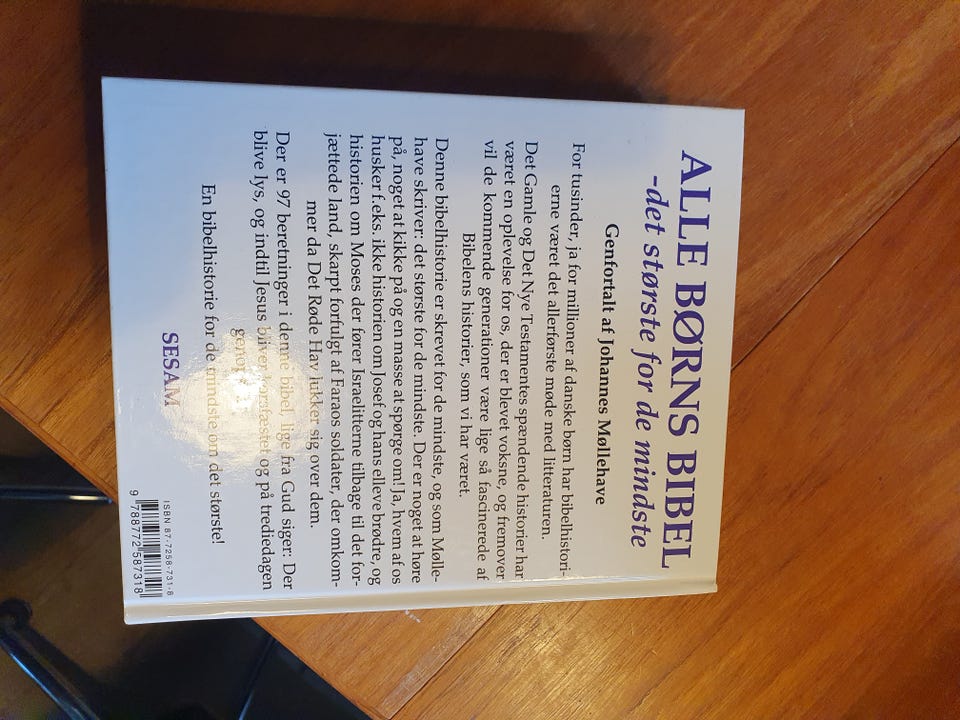 ALLE BØRNS BIBEL
-det største for de mindste
Genfortalt af Johannes Møllehave
For tusinder, ja for millioner af danske børn har bibelhistori-
erne været det allerførste møde med litteraturen.
Det Gamle og Det Nye Testamentes spændende historier har
været en oplevelse for os, der er blevet voksne, og fremover
vil de kommende generationer være lige så fascinerede af
Bibelens historier, som vi har været.
Denne bibelhistorie er skrevet for de mindste, og som Mølle-
have skriver: det største for de mindste. Der er noget at høre
på, noget at kikke på og en masse at spørge om! Ja, hvem af os
husker f.eks. ikke historien om Josef og hans elleve brødre, og
historien om Moses der fører Israelitterne tilbage til det for-
jættede land, skarpt forfulgt af Faraos soldater, der omkom-
mer da Det Røde Hav lukker sig over dem.
Der er 97 beretninger i denne bibel, lige fra Gud siger: Der
blive lys, og indtil Jesus bliver korsfæstet og på trediedagen
En bibelhistorie for de mindste om det største!
SESAM
ISBN 87-7258-731-8
9 788772 587318